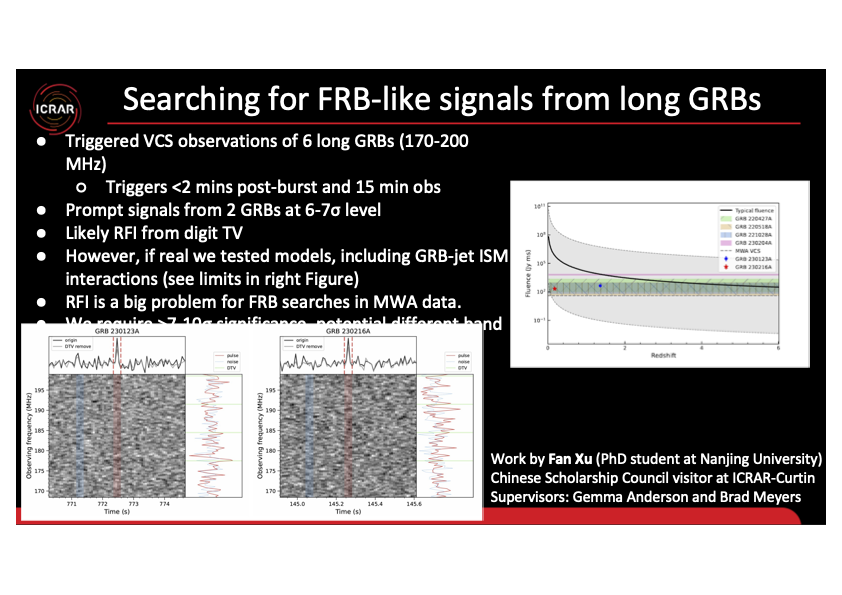 ICRAR
Searching for FRB-like signals from long GRBs
● Triggered VCS observations of 6 long GRBs (170-200
MHz)
○ Triggers <2 mins post-burst and 15 min obs
● Prompt signals from 2 GRBs at 6-7σ level
● Likely RFI from digit TV
● However, if real we tested models, including GRB-jet ISM
interactions (see limits in right Figure)
● RFI is a big problem for FRB searches in MWA data.
● We require >7-10σ significance, potential different band
GRB 230123A
origin
DTV remove
pulse
noise
DTV
Observing frequency (MHz)
195
190
185
180
175
170
771 772 773 774
Time (s)
GRB 230216A
origin
DTV remove
pulse
noise
DTV
Observing frequency (MHz)
195
190
185
180
175
170
145.0 145.2 145.4 145.6
Time (s)
Fluence (Jy ms)
10¹¹
10⁻¹
0 2 4 6
Redshift
Typical fluence
GRB 220427A
GRB 220518A
GRB 221028A
GRB 230204A
MWA VCS
GRB 230123A
GRB 230216A
Work by Fan Xu (PhD student at Nanjing University)
Chinese Scholarship Council visitor at ICRAR-Curtin
Supervisors: Gemma Anderson and Brad Meyers